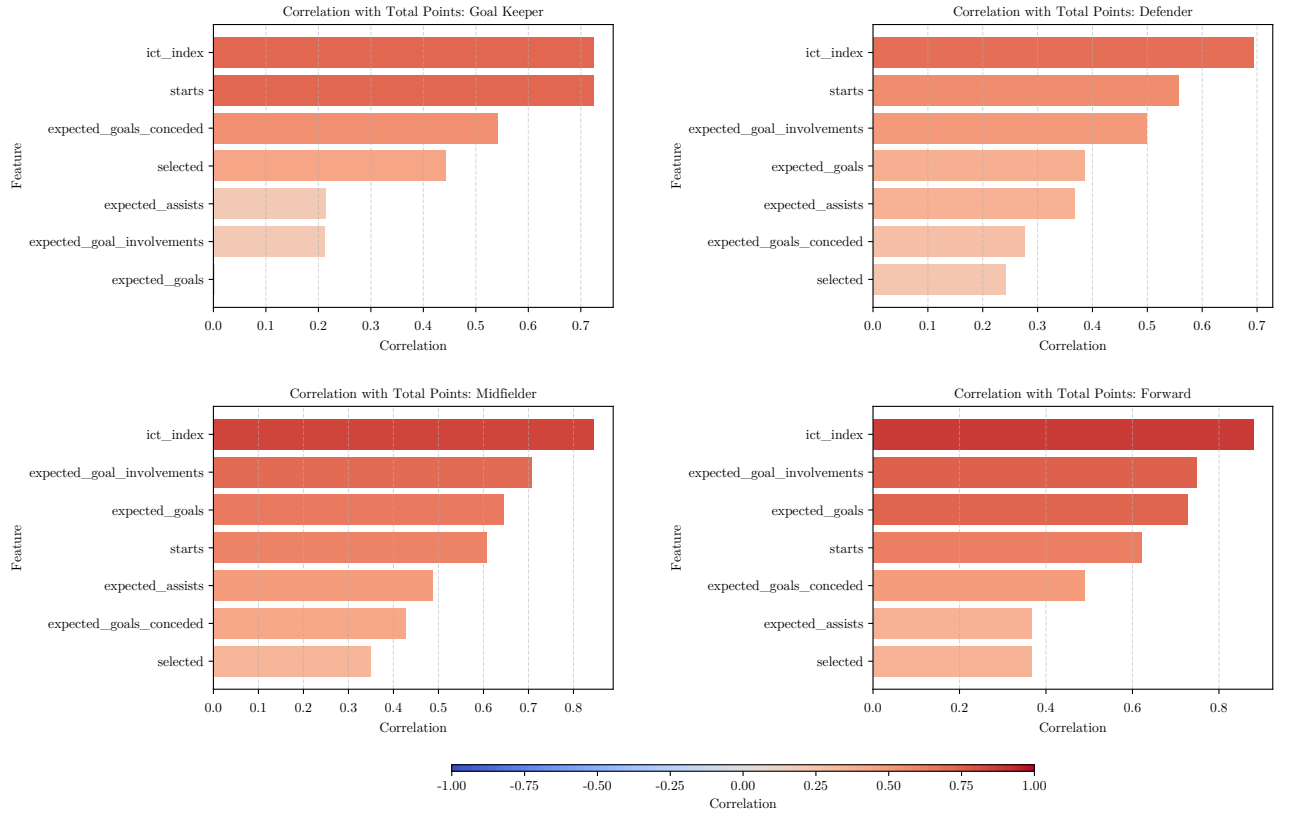 Correlation with Total Points: Goal Keeper
Feature
ict_index
starts
expected_goals_conceded
selected
expected_assists
expected_goal_involvements
expected_goals
0.0 0.1 0.2 0.3 0.4 0.5 0.6 0.7
Correlation
Correlation with Total Points: Defender
Feature
ict_index
starts
expected_goal_involvements
expected_goals
expected_assists
expected_goals_conceded
selected
0.0 0.1 0.2 0.3 0.4 0.5 0.6 0.7
Correlation
Correlation with Total Points: Midfielder
Feature
ict_index
expected_goal_involvements
expected_goals
starts
expected_assists
expected_goals_conceded
selected
0.0 0.1 0.2 0.3 0.4 0.5 0.6 0.7 0.8
Correlation
Correlation with Total Points: Forward
Feature
ict_index
expected_goal_involvements
expected_goals
starts
expected_goals_conceded
expected_assists
selected
0.0 0.2 0.4 0.6 0.8
Correlation
-1.00 -0.75 -0.50 -0.25 0.00 0.25 0.50 0.75 1.00
Correlation